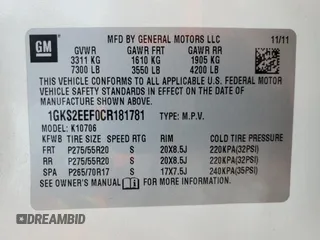 GM
MFD BY GENERAL MOTORS LLC 11/11
GVWR GAWR FRT GAWR RR
3311 KG 1610 KG 1905 KG
7300 LB 3550 LB 4200 LB
THIS VEHICLE CONFORMS TO ALL APPLICABLE U.S. FEDERAL MOTOR
VEHICLE SAFETY STANDARDS IN EFFECT ON THE DATE OF
MANUFACTURE SHOWN ABOVE.
1GKS2EEF0CR181781 TYPE: M.P.V.
MODEL: K10706
KFWB TIRE SIZE SPEED RTG RIM COLD TIRE PRESSURE
FRT P275/55R20 S 20X8.5J 220KPA(32PSI)
RR P275/55R20 S 20X8.5J 220KPA(32PSI)
SPA P265/70R17 S 17X7.5J 240KPA(35PSI)
SEE OWNER'S MANUAL FOR ADDITIONAL INFORMATION.
DREAMBID